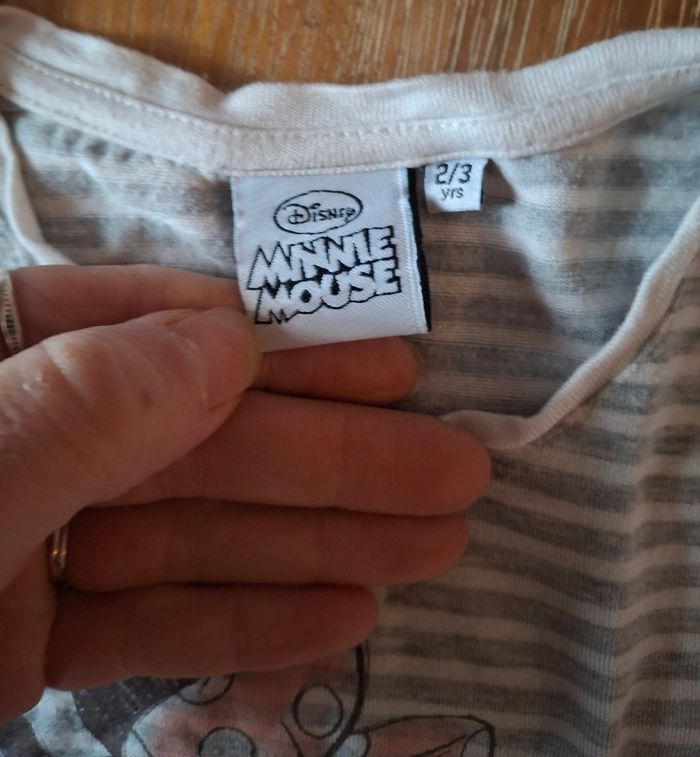 Disney
MINNIE
MOUSE
2/3
yrs